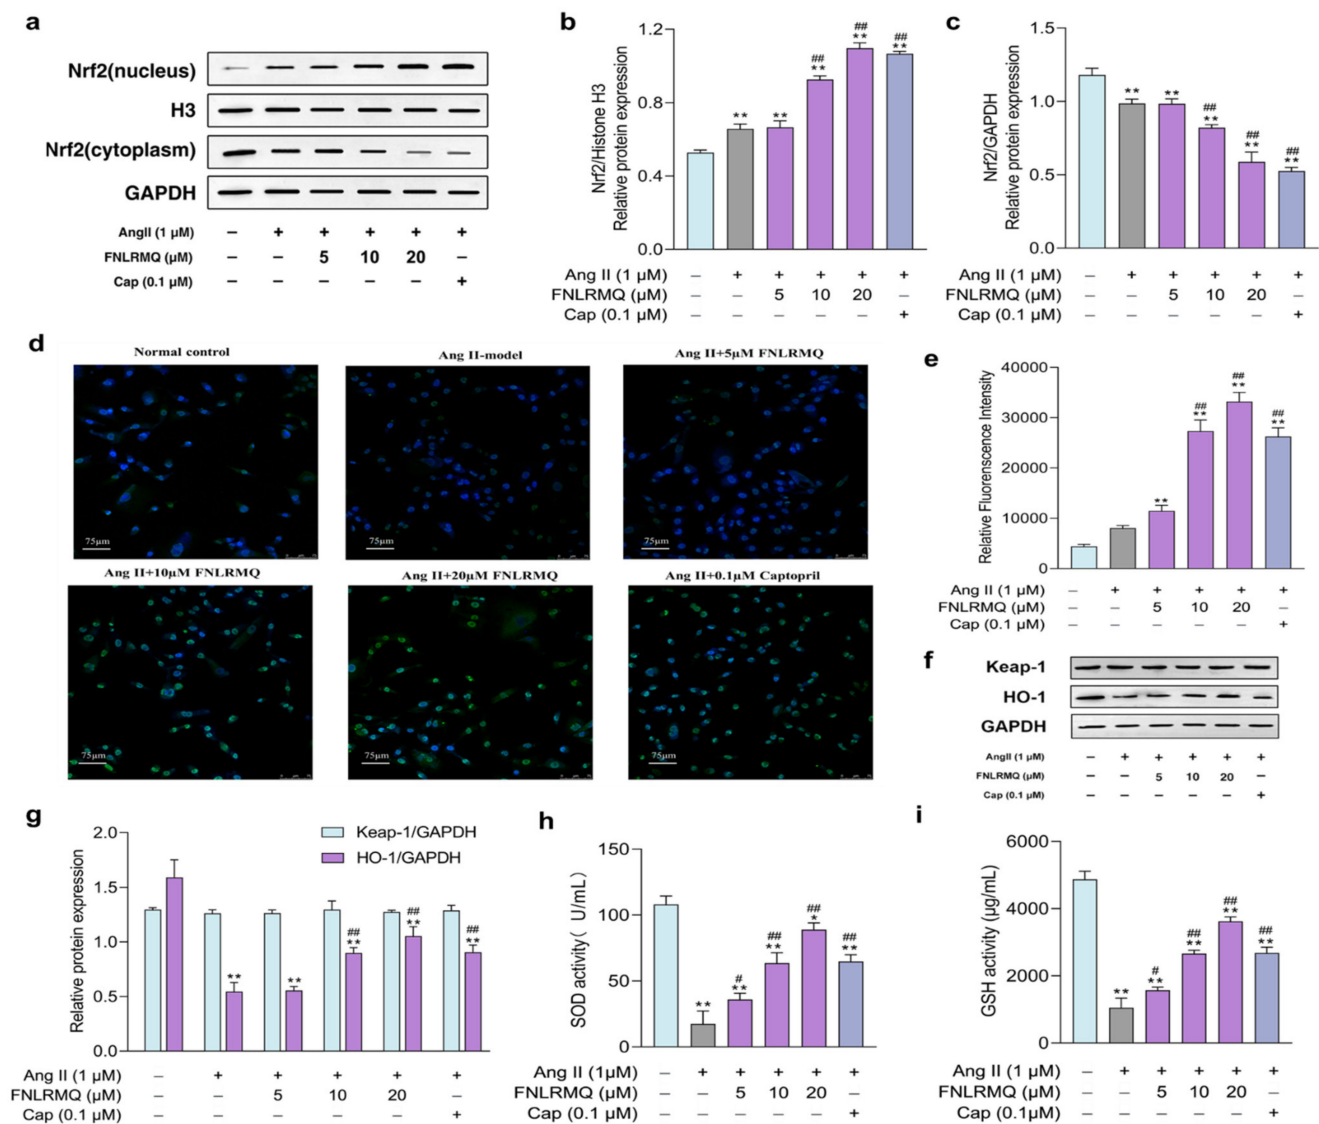 a
Nrf2(nucleus)
H3
Nrf2(cytoplasm)
GAPDH
AngII (1 μM) – + + + + +
FNLRMQ (μM) – – 5 10 20 –
Cap (0.1 μM) – – – – – +
b
Nrf2/Histone H3
Relative protein expression
1.2
0.8
0.4
0.0
** ** ## ** ## ** ## **
Ang II (1 μM) – + + + + +
FNLRMQ (μM) – – 5 10 20 –
Cap (0.1 μM) – – – – – +
c
Nrf2/GAPDH
Relative protein expression
1.5
1.0
0.5
0.0
** ** ## ** ## ** ## **
Ang II (1 μM) – + + + + +
FNLRMQ (μM) – – 5 10 20 –
Cap (0.1 μM) – – – – – +
d
Normal control
Ang II-model
Ang II+5μM FNLRMQ
75μm
75μm
75μm
Ang II+10μM FNLRMQ
Ang II+20μM FNLRMQ
Ang II+0.1μM Captopril
75μm
75μm
75μm
e
Relative Fluorescence Intensity
40000
30000
20000
10000
0
** ## ** ## ** ## **
Ang II (1 μM) – + + + + +
FNLRMQ (μM) – – 5 10 20 –
Cap (0.1 μM) – – – – – +
f
Keap-1
HO-1
GAPDH
AngII (1 μM) – + + + + +
FNLRMQ (μM) – – 5 10 20 –
Cap (0.1 μM) – – – – – +
g
Relative protein expression
2.0
1.5
1.0
0.5
0.0
Keap-1/GAPDH
HO-1/GAPDH
** ** ## ** ## ** ## **
Ang II (1 μM) – + + + + +
FNLRMQ (μM) – – 5 10 20 –
Cap (0.1 μM) – – – – – +
h
SOD activity( U/mL)
150
100
50
0
** # ** ## ** ## * ## **
Ang II (1μM) – + + + + +
FNLRMQ (μM) – – 5 10 20 –
Cap (0.1 μM) – – – – – +
i
GSH activity (μg/mL)
6000
4000
2000
0
** # ** ## ** ## ** ## **
Ang II (1 μM) – + + + + +
FNLRMQ (μM) – – 5 10 20 –
Cap (0.1μM) – – – – – +